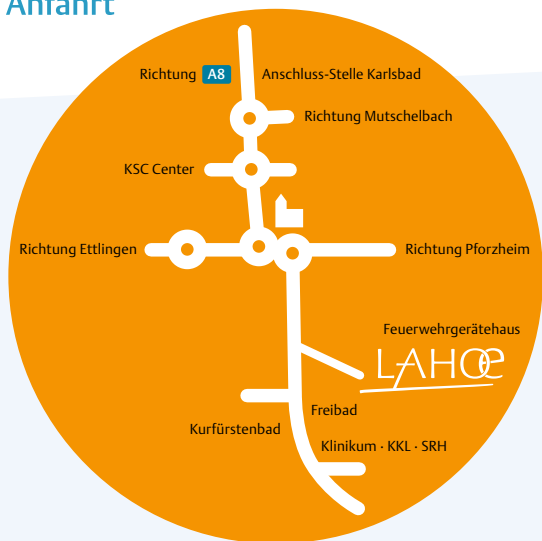 Anfahrt
Richtung A8 Anschluss-Stelle Karlsbad
Richtung Mutschelbach
KSC Center
Richtung Ettlingen
Richtung Pforzheim
Feuerwehrgerätehaus
LAHOE
Freibad
Kurfürstenbad
Klinikum · KKL · SRH